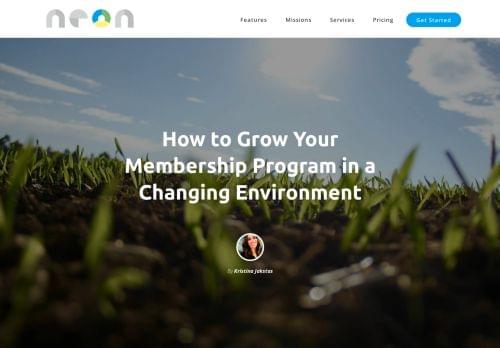 neon
Features Missions Services Pricing Get Started
How to Grow Your
Membership Program in a
Changing Environment
By Kristina Jakstas